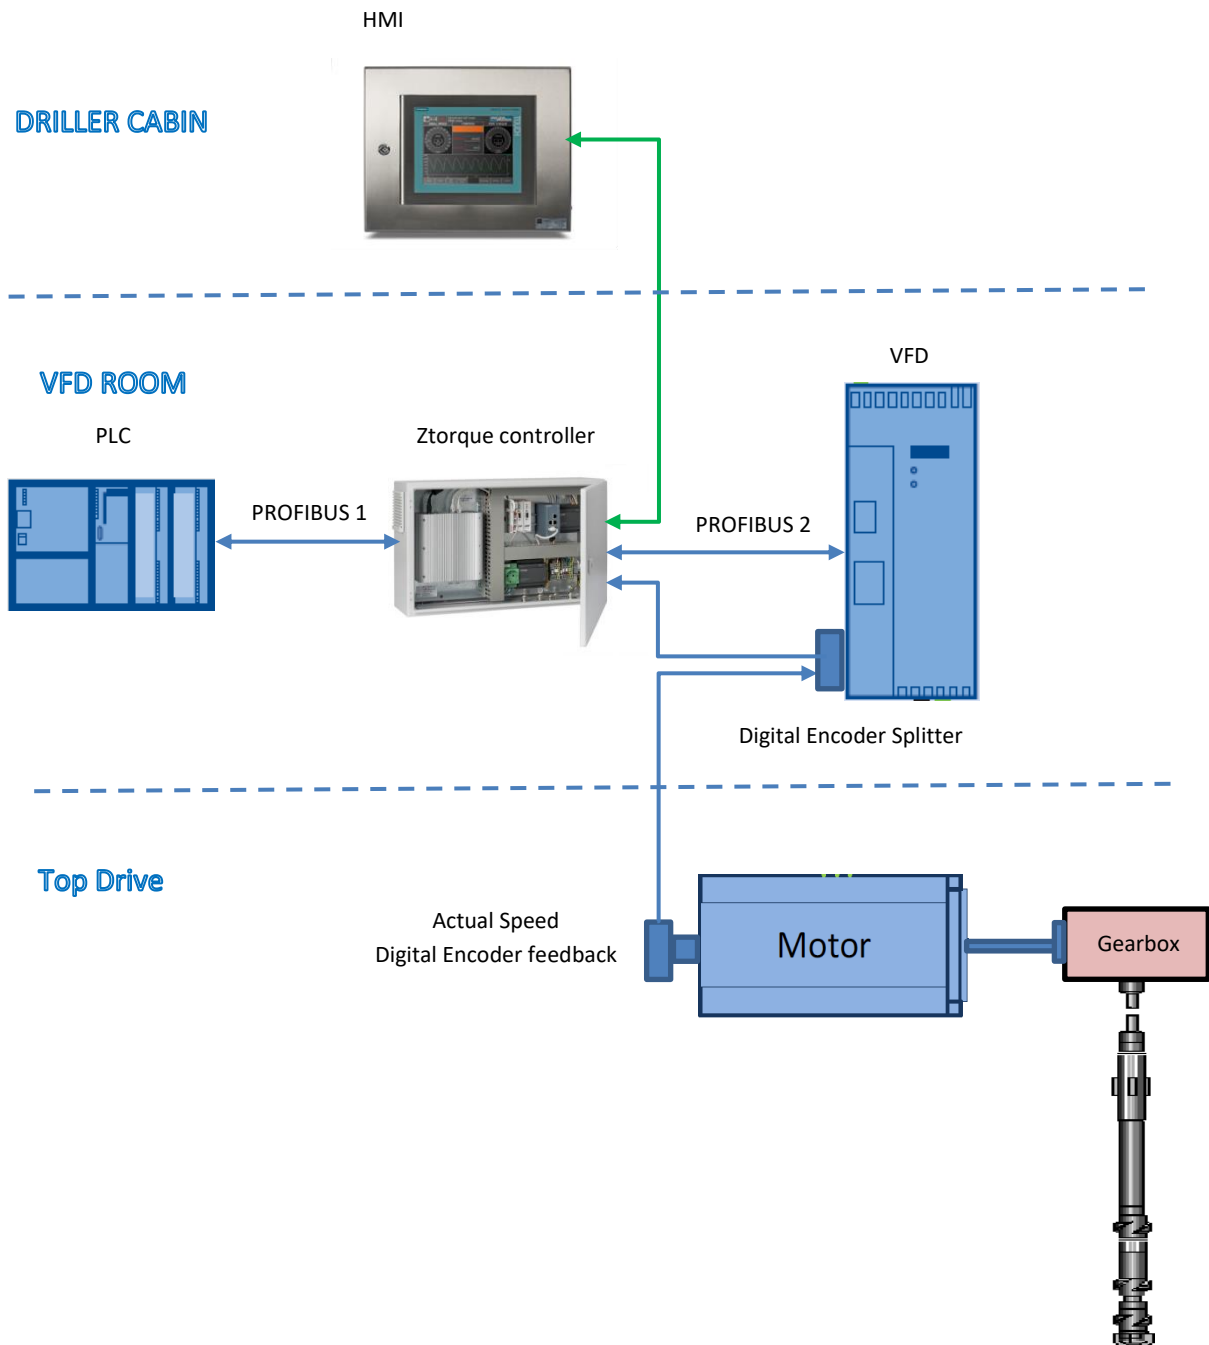 HMI
DRILLER CABIN
VFD
VFD ROOM
PLC
Ztorque controller
PROFIBUS 1
PROFIBUS 2
Digital Encoder Splitter
Top Drive
Actual Speed
Digital Encoder feedback
Motor
Gearbox